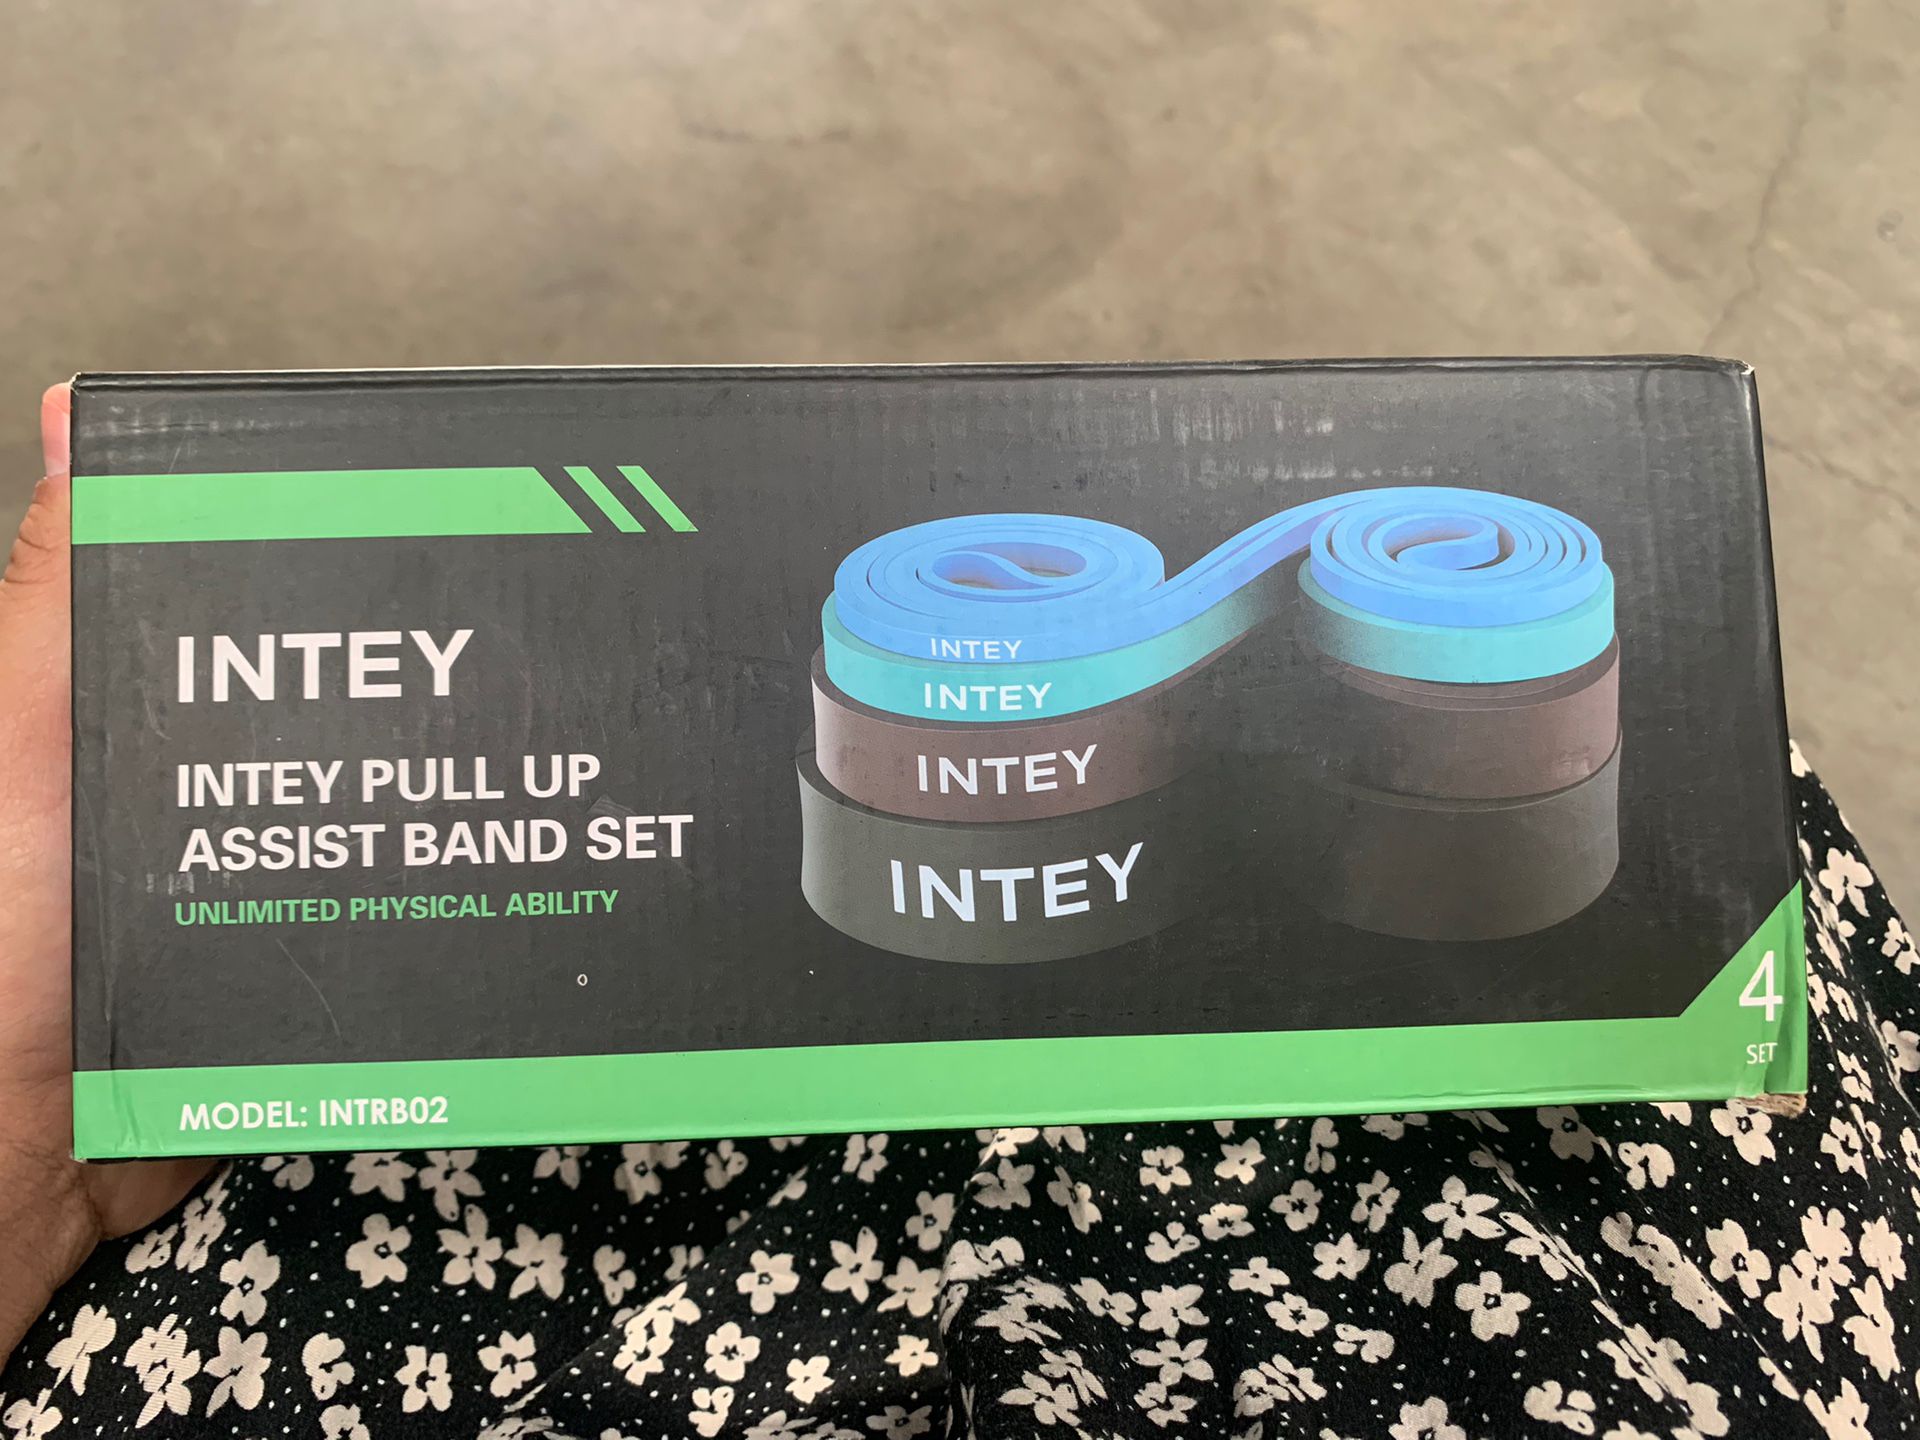 INTEY
INTEY PULL UP
ASSIST BAND SET
UNLIMITED PHYSICAL ABILITY
MODEL: INTRB02
INTEY
INTEY
INTEY
INTEY
4
SET